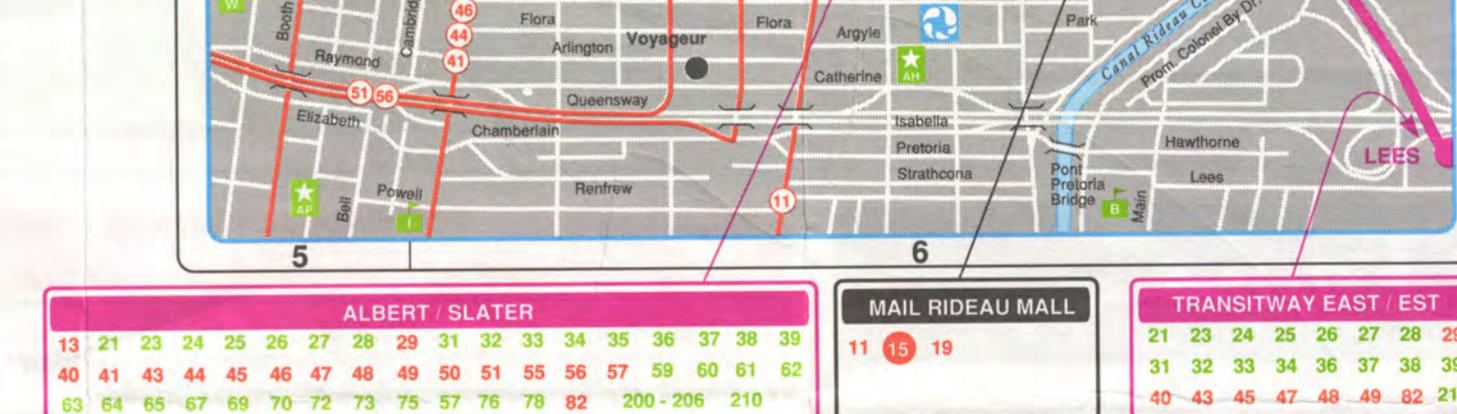 W
Booth
Cambrid
46
44
41
Flora
Arlington
Voyageur
Flora
Argyle
Park
Canal Rideau C
Prom. Colonel By Dr.
Raymond
51 56
Catherine
AH
Queensway
Elizabeth
Chamberlain
Isabella
Pretoria
Strathcona
Hawthorne
LEES
Lees
AP
Bell
Powell
I
Renfrew
11
Pont
Pretoria
Bridge
B
Main
5
6
ALBERT / SLATER
13 21 23 24 25 26 27 28 29 31 32 33 34 35 36 37 38 39
40 41 43 44 45 46 47 48 49 50 51 55 56 57 59 60 61 62
63 64 65 67 69 70 72 73 75 57 76 78 82 200 - 206 210
MAIL RIDEAU MALL
11 15 19
TRANSITWAY EAST / EST
21 23 24 25 26 27 28 29
31 32 33 34 36 37 38 39
40 43 45 47 48 49 82 21